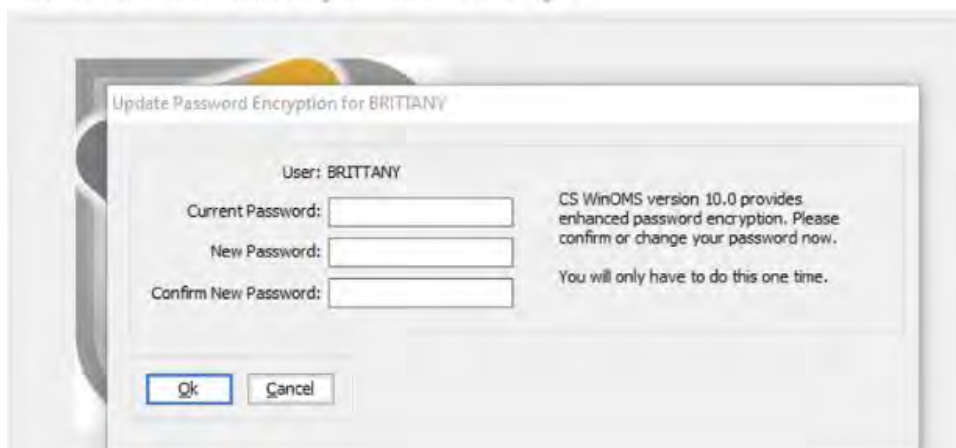 Update Password Encryption for BRITTANY
User: BRITTANY
Current Password:
New Password:
Confirm New Password:
CS WinOMS version 10.0 provides
enhanced password encryption. Please
confirm or change your password now.
You will only have to do this one time.
Ok
Cancel